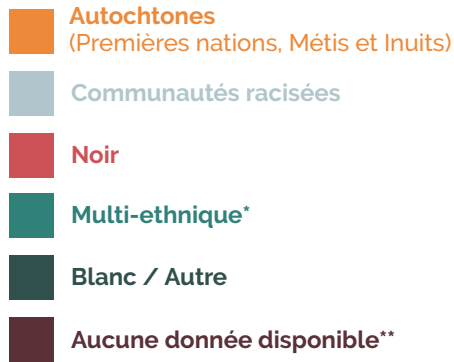 Autochtones
(Premières nations, Métis et Inuits)
Communautés racisées
Noir
Multi-ethnique*
Blanc / Autre
Aucune donnée disponible**